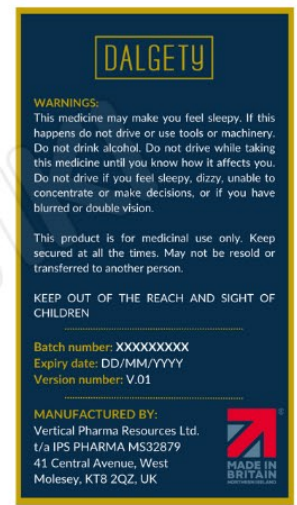 DALGETY
WARNINGS:
This medicine may make you feel sleepy. If this
happens do not drive or use tools or machinery.
Do not drink alcohol. Do not drive while taking
this medicine until you know how it affects you.
Do not drive if you feel sleepy, dizzy, unable to
concentrate or make decisions, or if you have
blurred or double vision.
This product is for medicinal use only. Keep
secured at all the times. May not be resold or
transferred to another person.
KEEP OUT OF THE REACH AND SIGHT OF
CHILDREN
Batch number: XXXXXXXXX
Expiry date: DD/MM/YYYY
Version number: V.01
MANUFACTURED BY:
Vertical Pharma Resources Ltd.
t/a IPS PHARMA MS32879
41 Central Avenue, West
Molesey, KT8 2QZ, UK
MADE IN
BRITAIN